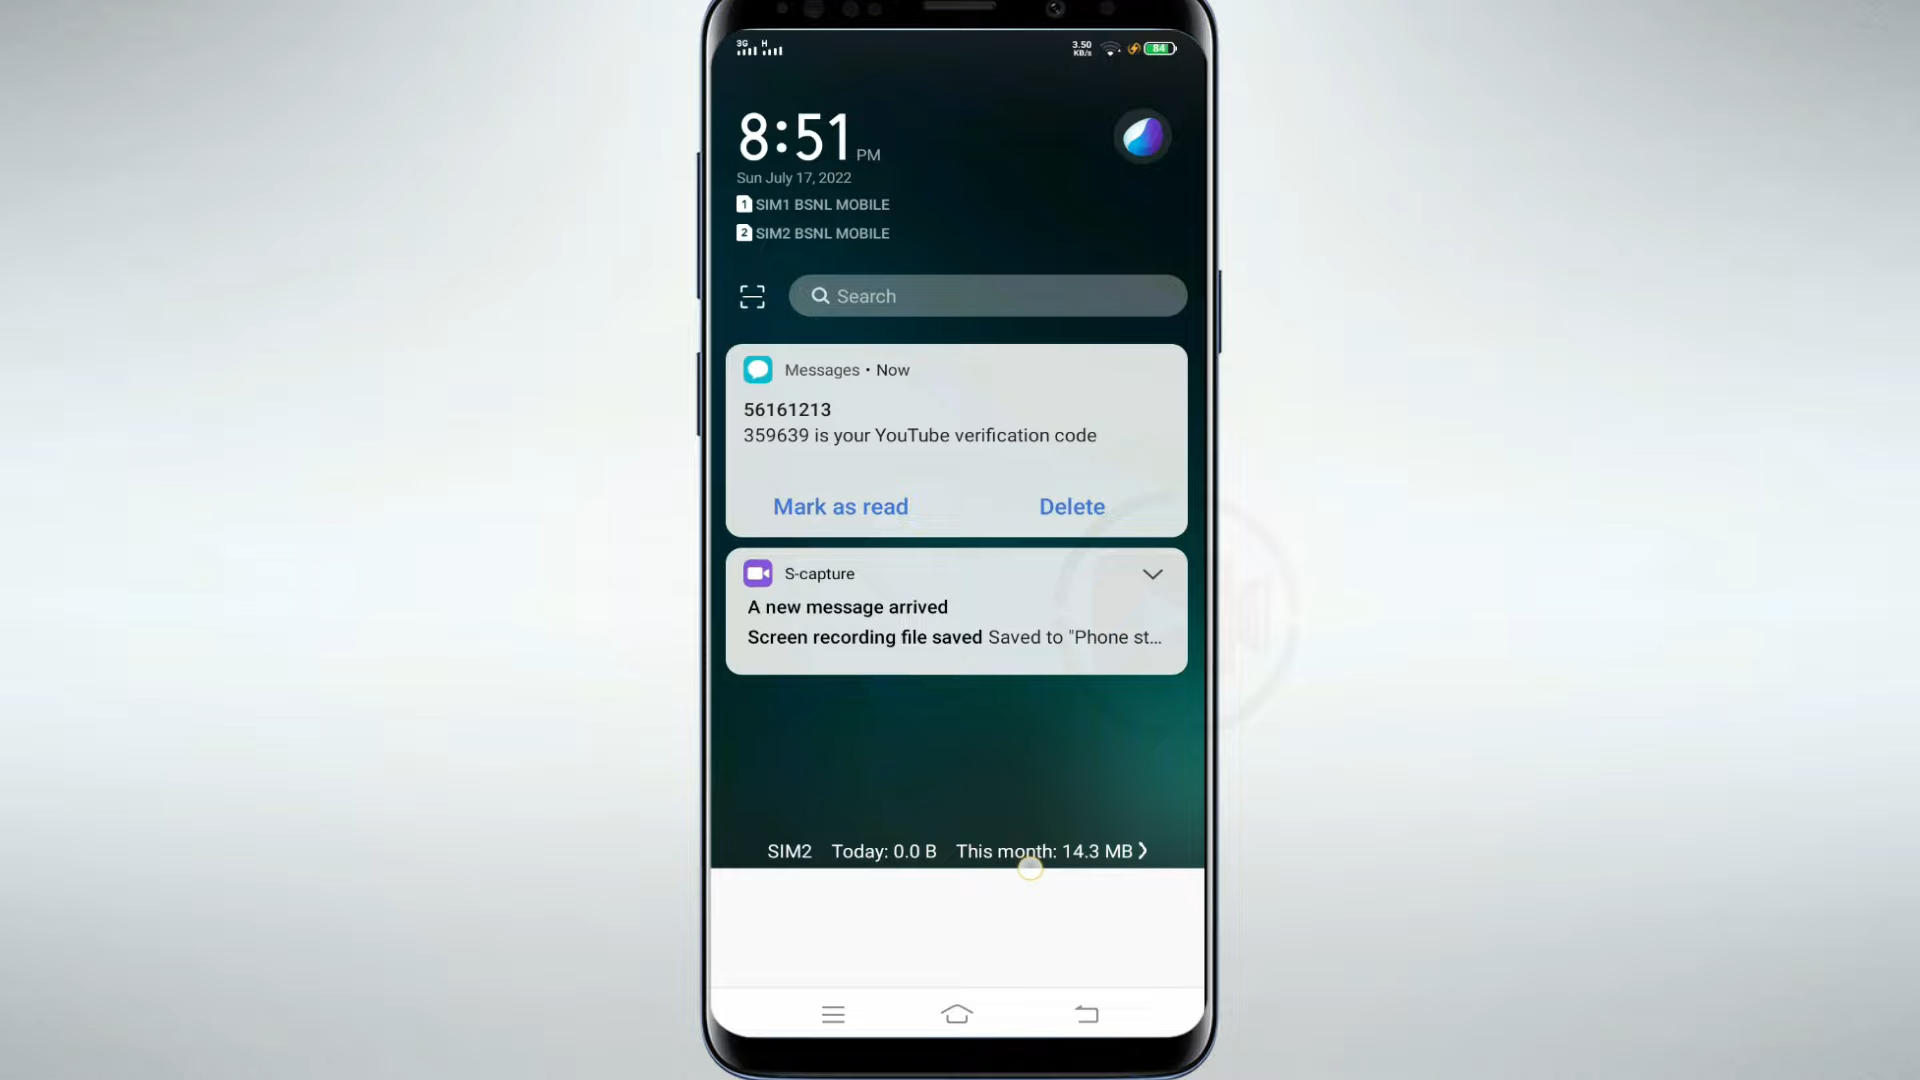 3G H 3.50 KB/s 84
8:51 PM
Sun July 17, 2022
1 SIM1 BSNL MOBILE
2 SIM2 BSNL MOBILE
Search
Messages • Now
56161213
359639 is your YouTube verification code
Mark as read Delete
S-capture
A new message arrived
Screen recording file saved Saved to "Phone st...
SIM2 Today: 0.0 B This month: 14.3 MB